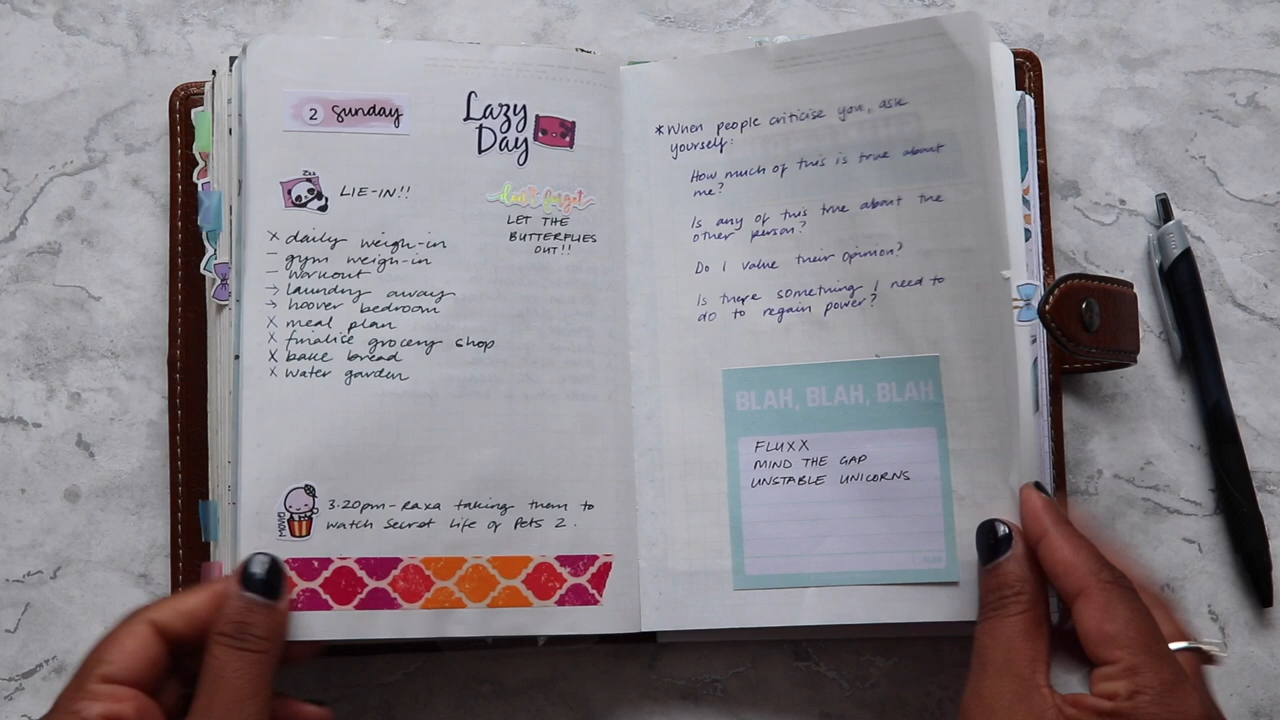 2 Sunday
Lazy
Day
Zzz
LIE-IN!!
don't forget
LET THE
BUTTERFLIES
OUT!!
X daily weigh-in
– gym weigh-in
– workout
→ laundry away
→ hoover bedroom
X meal plan
X finalise grocery shop
X bake bread
X water garden
3.20pm - Raxa taking them to
watch Secret Life of Pets 2.
*When people criticise you, ask
yourself:
How much of this is true about
me?
Is any of this true about the
other person?
Do I value their opinion?
Is there something I need to
do to regain power?
BLAH, BLAH, BLAH
FLUXX
MIND THE GAP
UNSTABLE UNICORNS